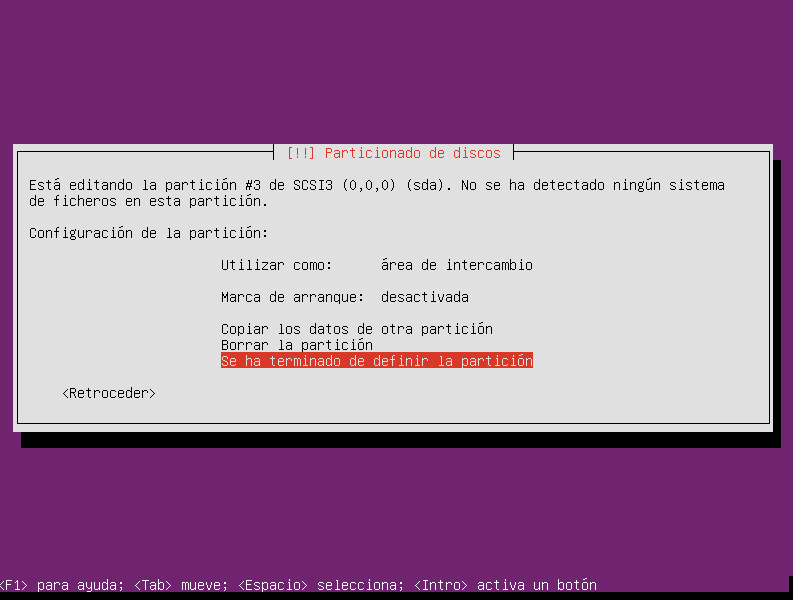 [!!] Particionado de discos
Está editando la partición #3 de SCSI3 (0,0,0) (sda). No se ha detectado ningún sistema
de ficheros en esta partición.
Configuración de la partición:
Utilizar como: área de intercambio
Marca de arranque: desactivada
Copiar los datos de otra partición
Borrar la partición
Se ha terminado de definir la partición
<Retroceder>
<F1> para ayuda; <Tab> mueve; <Espacio> selecciona; <Intro> activa un botón